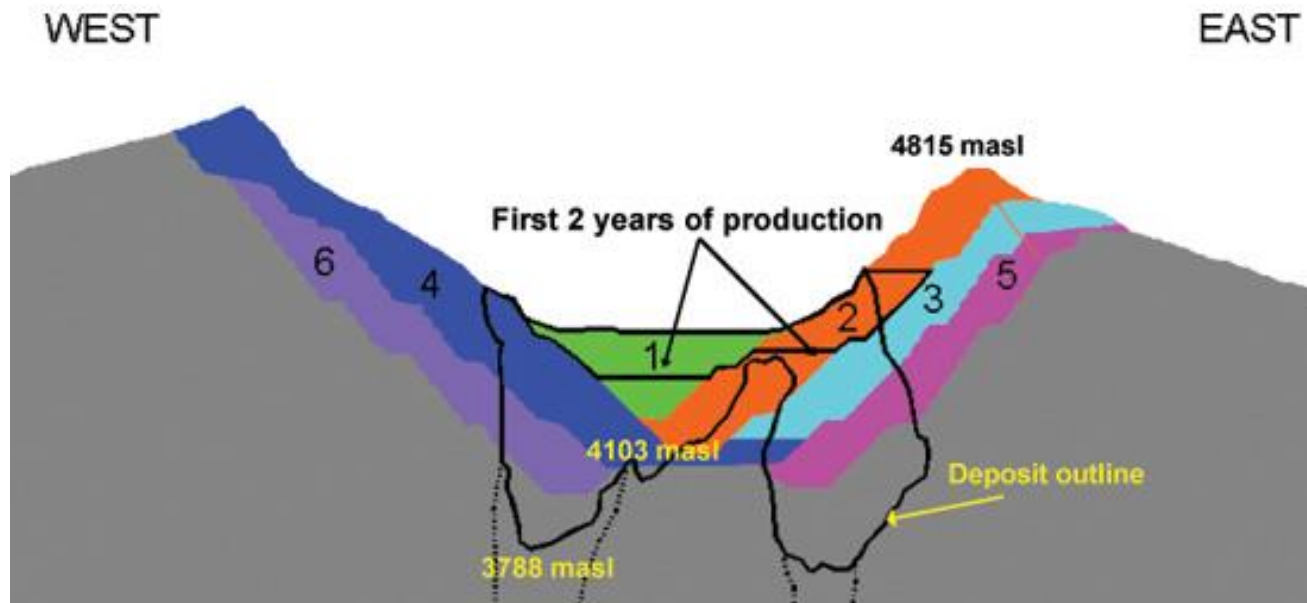 WEST
EAST
4815 masl
First 2 years of production
6
4
2
3
5
1
4103 masl
Deposit outline
3788 masl